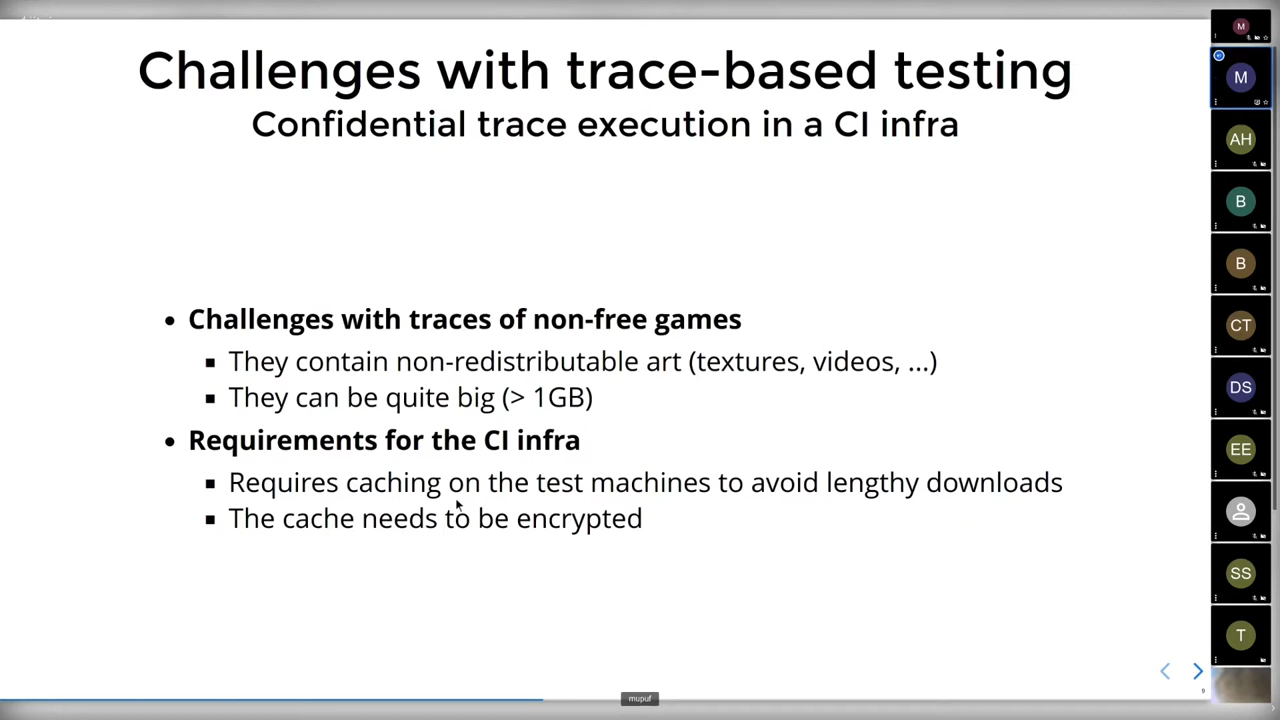 Challenges with trace-based testing
Confidential trace execution in a CI infra
• Challenges with traces of non-free games
▪ They contain non-redistributable art (textures, videos, ...)
▪ They can be quite big (> 1GB)
• Requirements for the CI infra
▪ Requires caching on the test machines to avoid lengthy downloads
▪ The cache needs to be encrypted
9
mupuf
M
M
AH
B
B
CT
DS
EE
SS
T